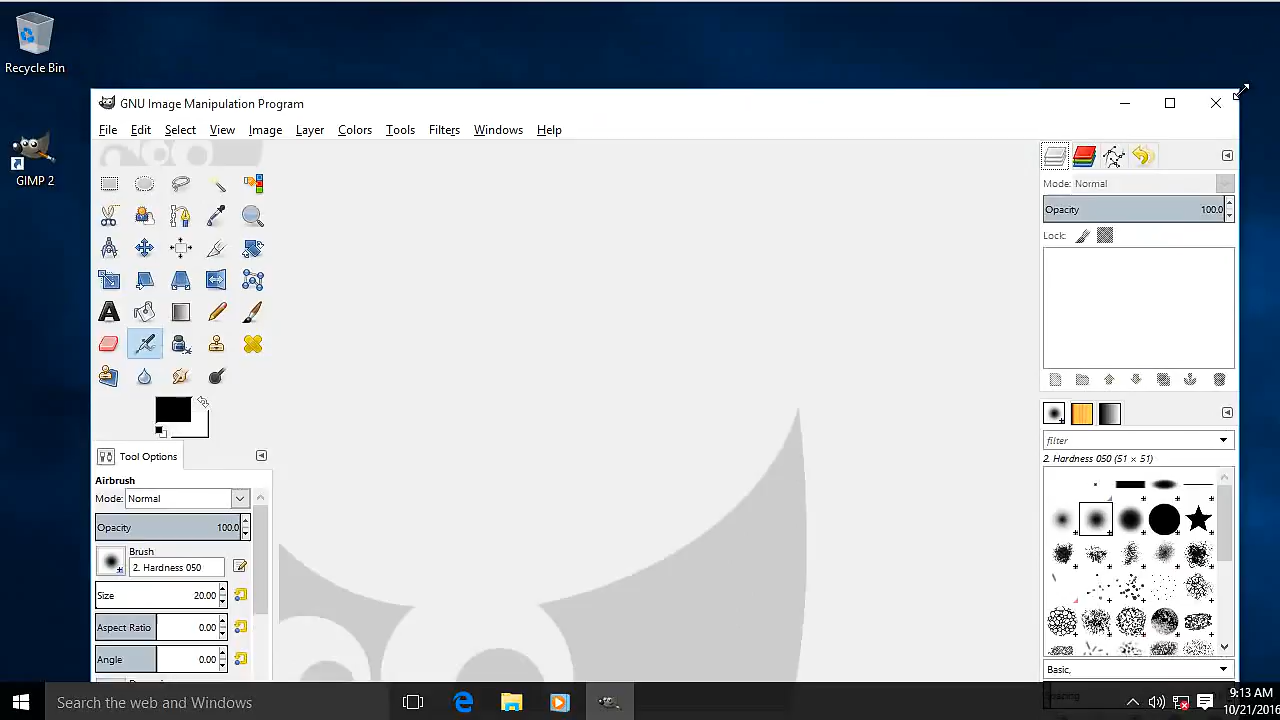 Recycle Bin
GIMP 2
GNU Image Manipulation Program
File Edit Select View Image Layer Colors Tools Filters Windows Help
Mode: Normal
Opacity 100.0
Lock:
Tool Options
Airbrush
Mode: Normal
Opacity 100.0
Brush
2. Hardness 050
Size 20.00
Aspect Ratio 0.00
Angle 0.00
filter
2. Hardness 050 (51 × 51)
Basic,
Search the web and Windows
9:13 AM
10/21/2016